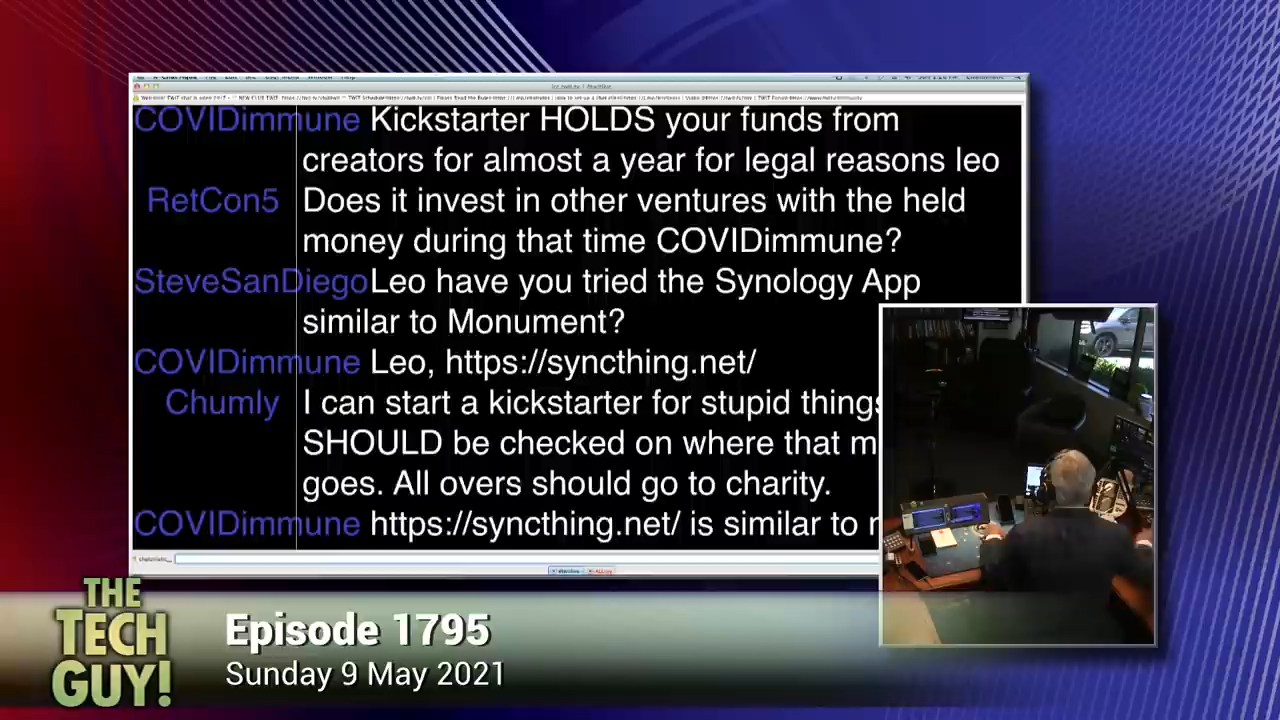 COVIDimmune Kickstarter HOLDS your funds from
creators for almost a year for legal reasons leo
RetCon5 Does it invest in other ventures with the held
money during that time COVIDimmune?
SteveSanDiego Leo have you tried the Synology App
similar to Monument?
COVIDimmune Leo, https://syncthing.net/
Chumly I can start a kickstarter for stupid things
SHOULD be checked on where that m
goes. All overs should go to charity.
COVIDimmune https://syncthing.net/ is similar to
THE
TECH
GUY!
Episode 1795
Sunday 9 May 2021